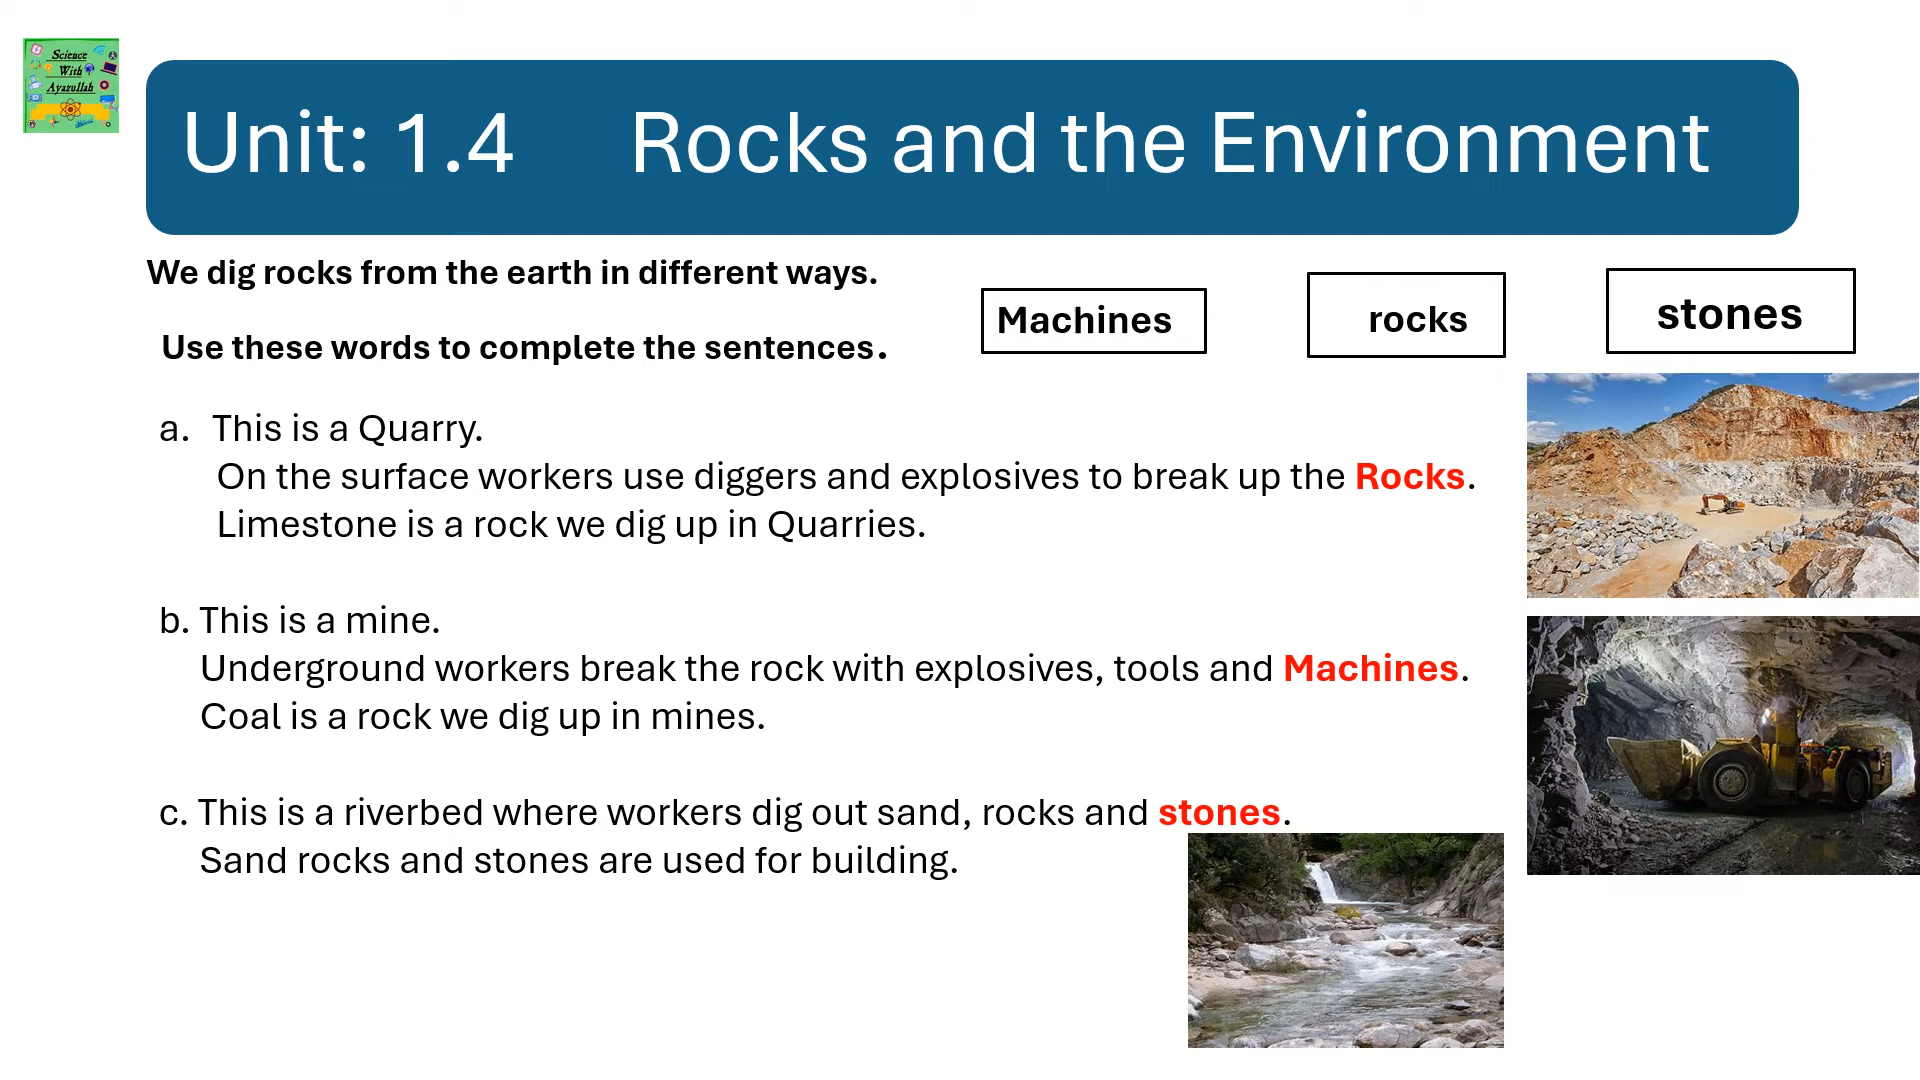 Science
With
Ayazullah
Unit: 1.4 Rocks and the Environment
We dig rocks from the earth in different ways.
Use these words to complete the sentences.
Machines
rocks
stones
a. This is a Quarry.
On the surface workers use diggers and explosives to break up the Rocks.
Limestone is a rock we dig up in Quarries.
b. This is a mine.
Underground workers break the rock with explosives, tools and Machines.
Coal is a rock we dig up in mines.
c. This is a riverbed where workers dig out sand, rocks and stones.
Sand rocks and stones are used for building.